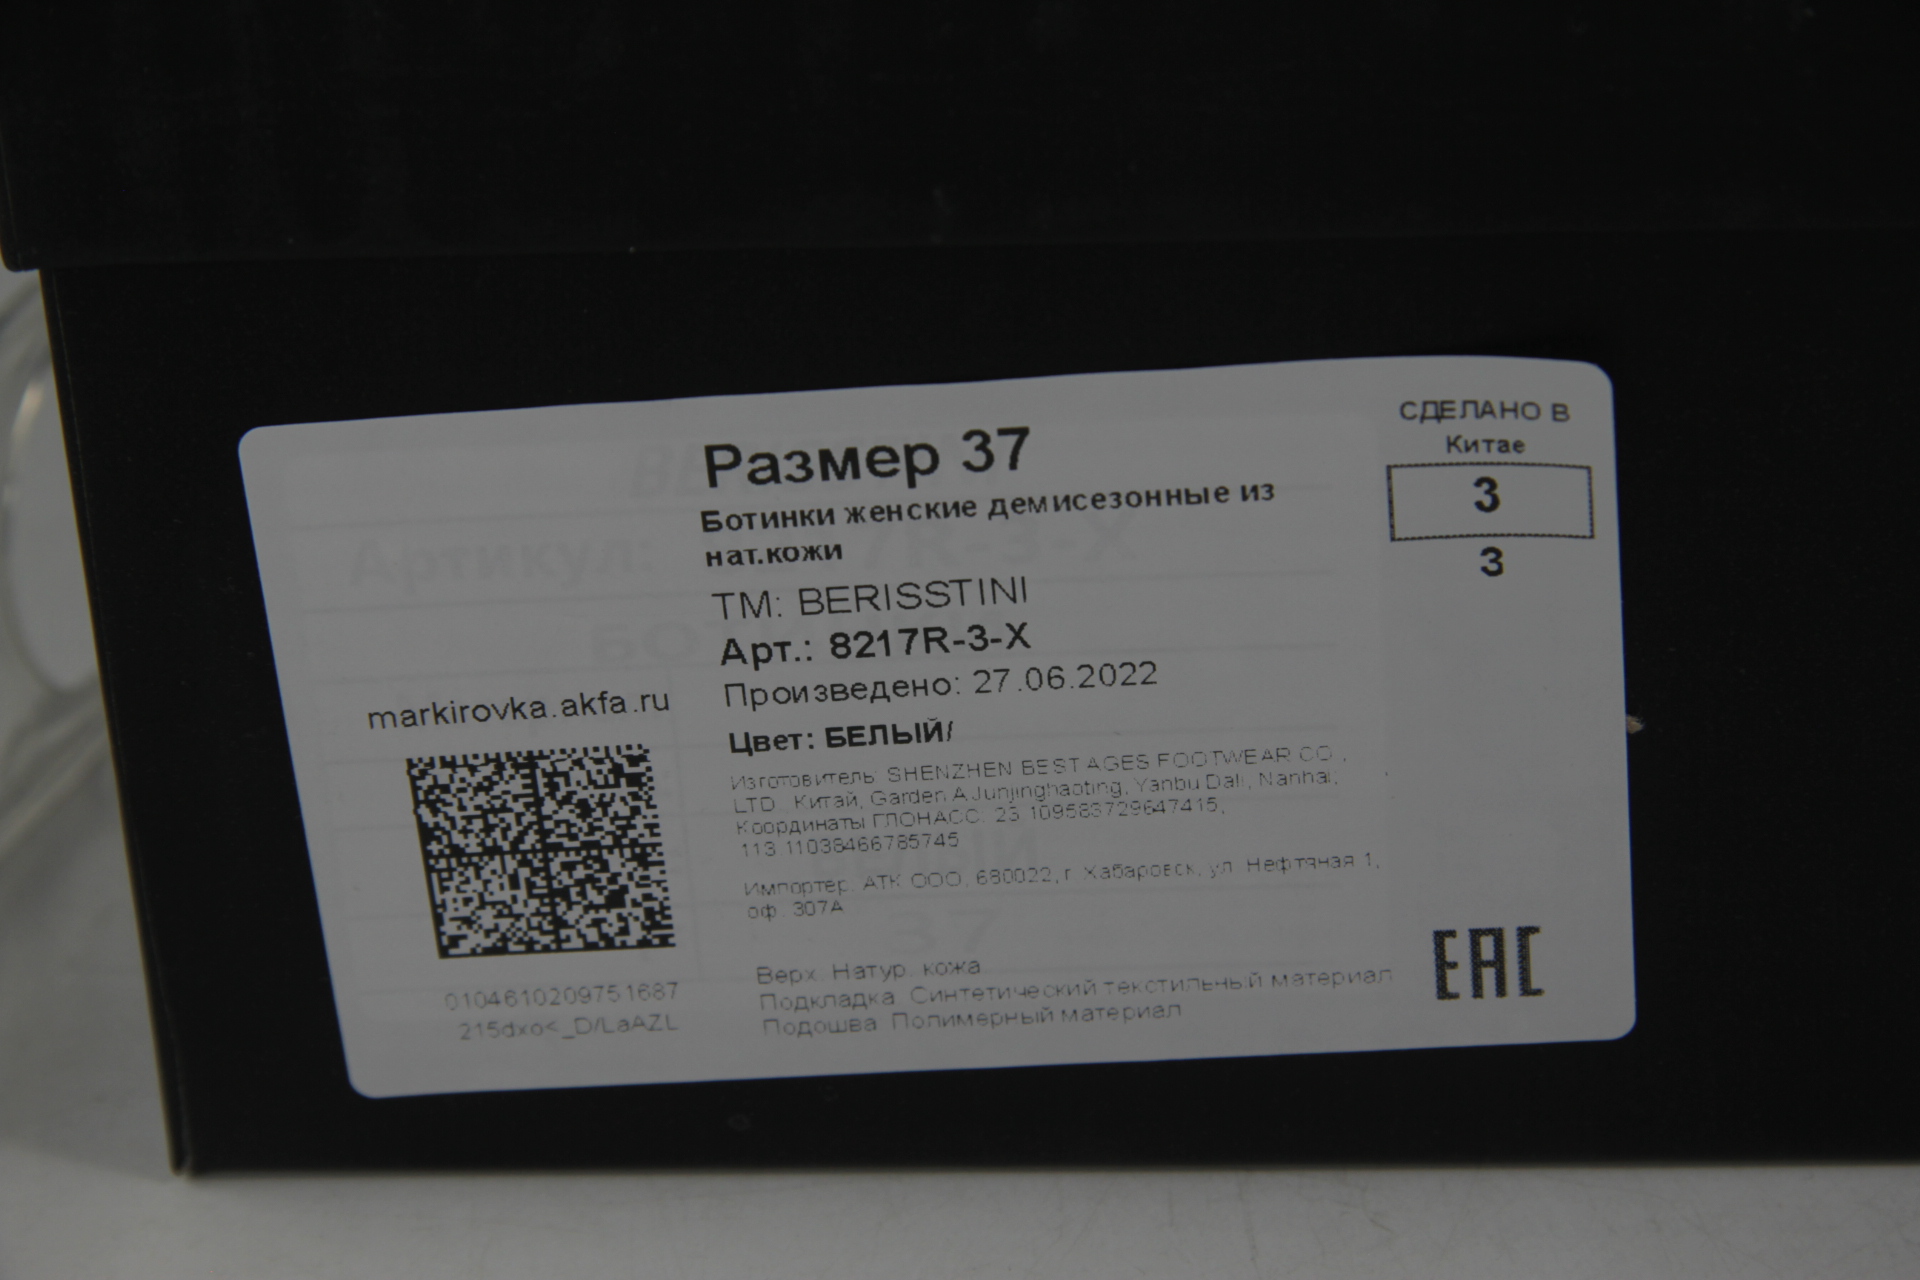 Размер 37
Ботинки женские демисезонные из
нат.кожи
ТМ: BERISSTINI
Арт.: 8217R-3-X
Произведено: 27.06.2022
Цвет: БЕЛЫЙ/
Изготовитель: SHENZHEN BEST AGES FOOTWEAR CO.,
LTD., Китай, Garden A Junjinghaoting, Yanbu Dali, Nanhai;
Координаты ГЛОНАСС: 23.109583729647415,
113.11038466785745
Импортер: АТК ООО, 680022, г. Хабаровск, ул. Нефтяная 1,
оф. 307А
Верх: Натур. кожа
Подкладка: Синтетический текстильный материал
Подошва: Полимерный материал
markirovka.akfa.ru
0104610209751687
215dxo<_D/LaAZL
СДЕЛАНО В
Китае
3
3
EAC